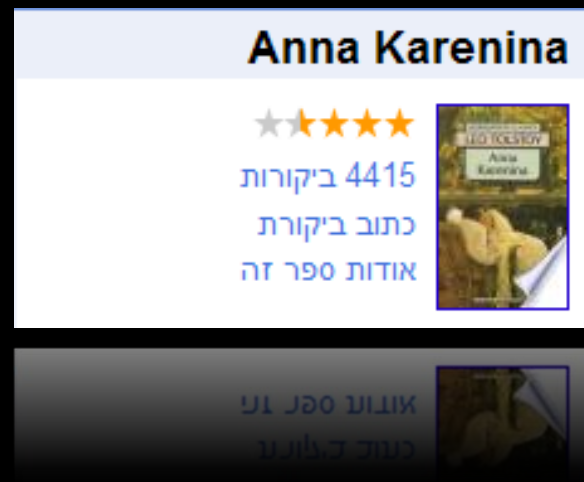 Anna Karenina
4415 ביקורות
כתוב ביקורת
אודות ספר זה
LEO TOLSTOY
Anna
Karenina